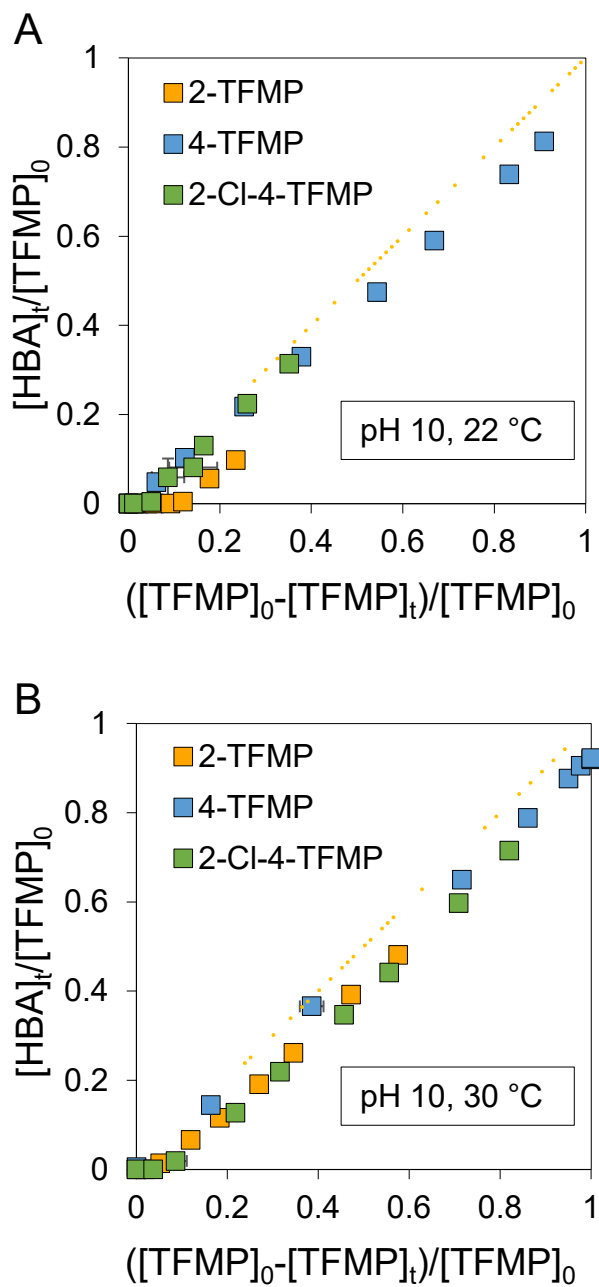 A
1
0.8
0.6
0.4
0.2
0
[HBA]t/[TFMP]0
2-TFMP
4-TFMP
2-Cl-4-TFMP
pH 10, 22 °C
0 0.2 0.4 0.6 0.8 1
([TFMP]0-[TFMP]t)/[TFMP]0
B
1
0.8
0.6
0.4
0.2
0
[HBA]t/[TFMP]0
2-TFMP
4-TFMP
2-Cl-4-TFMP
pH 10, 30 °C
0 0.2 0.4 0.6 0.8 1
([TFMP]0-[TFMP]t)/[TFMP]0